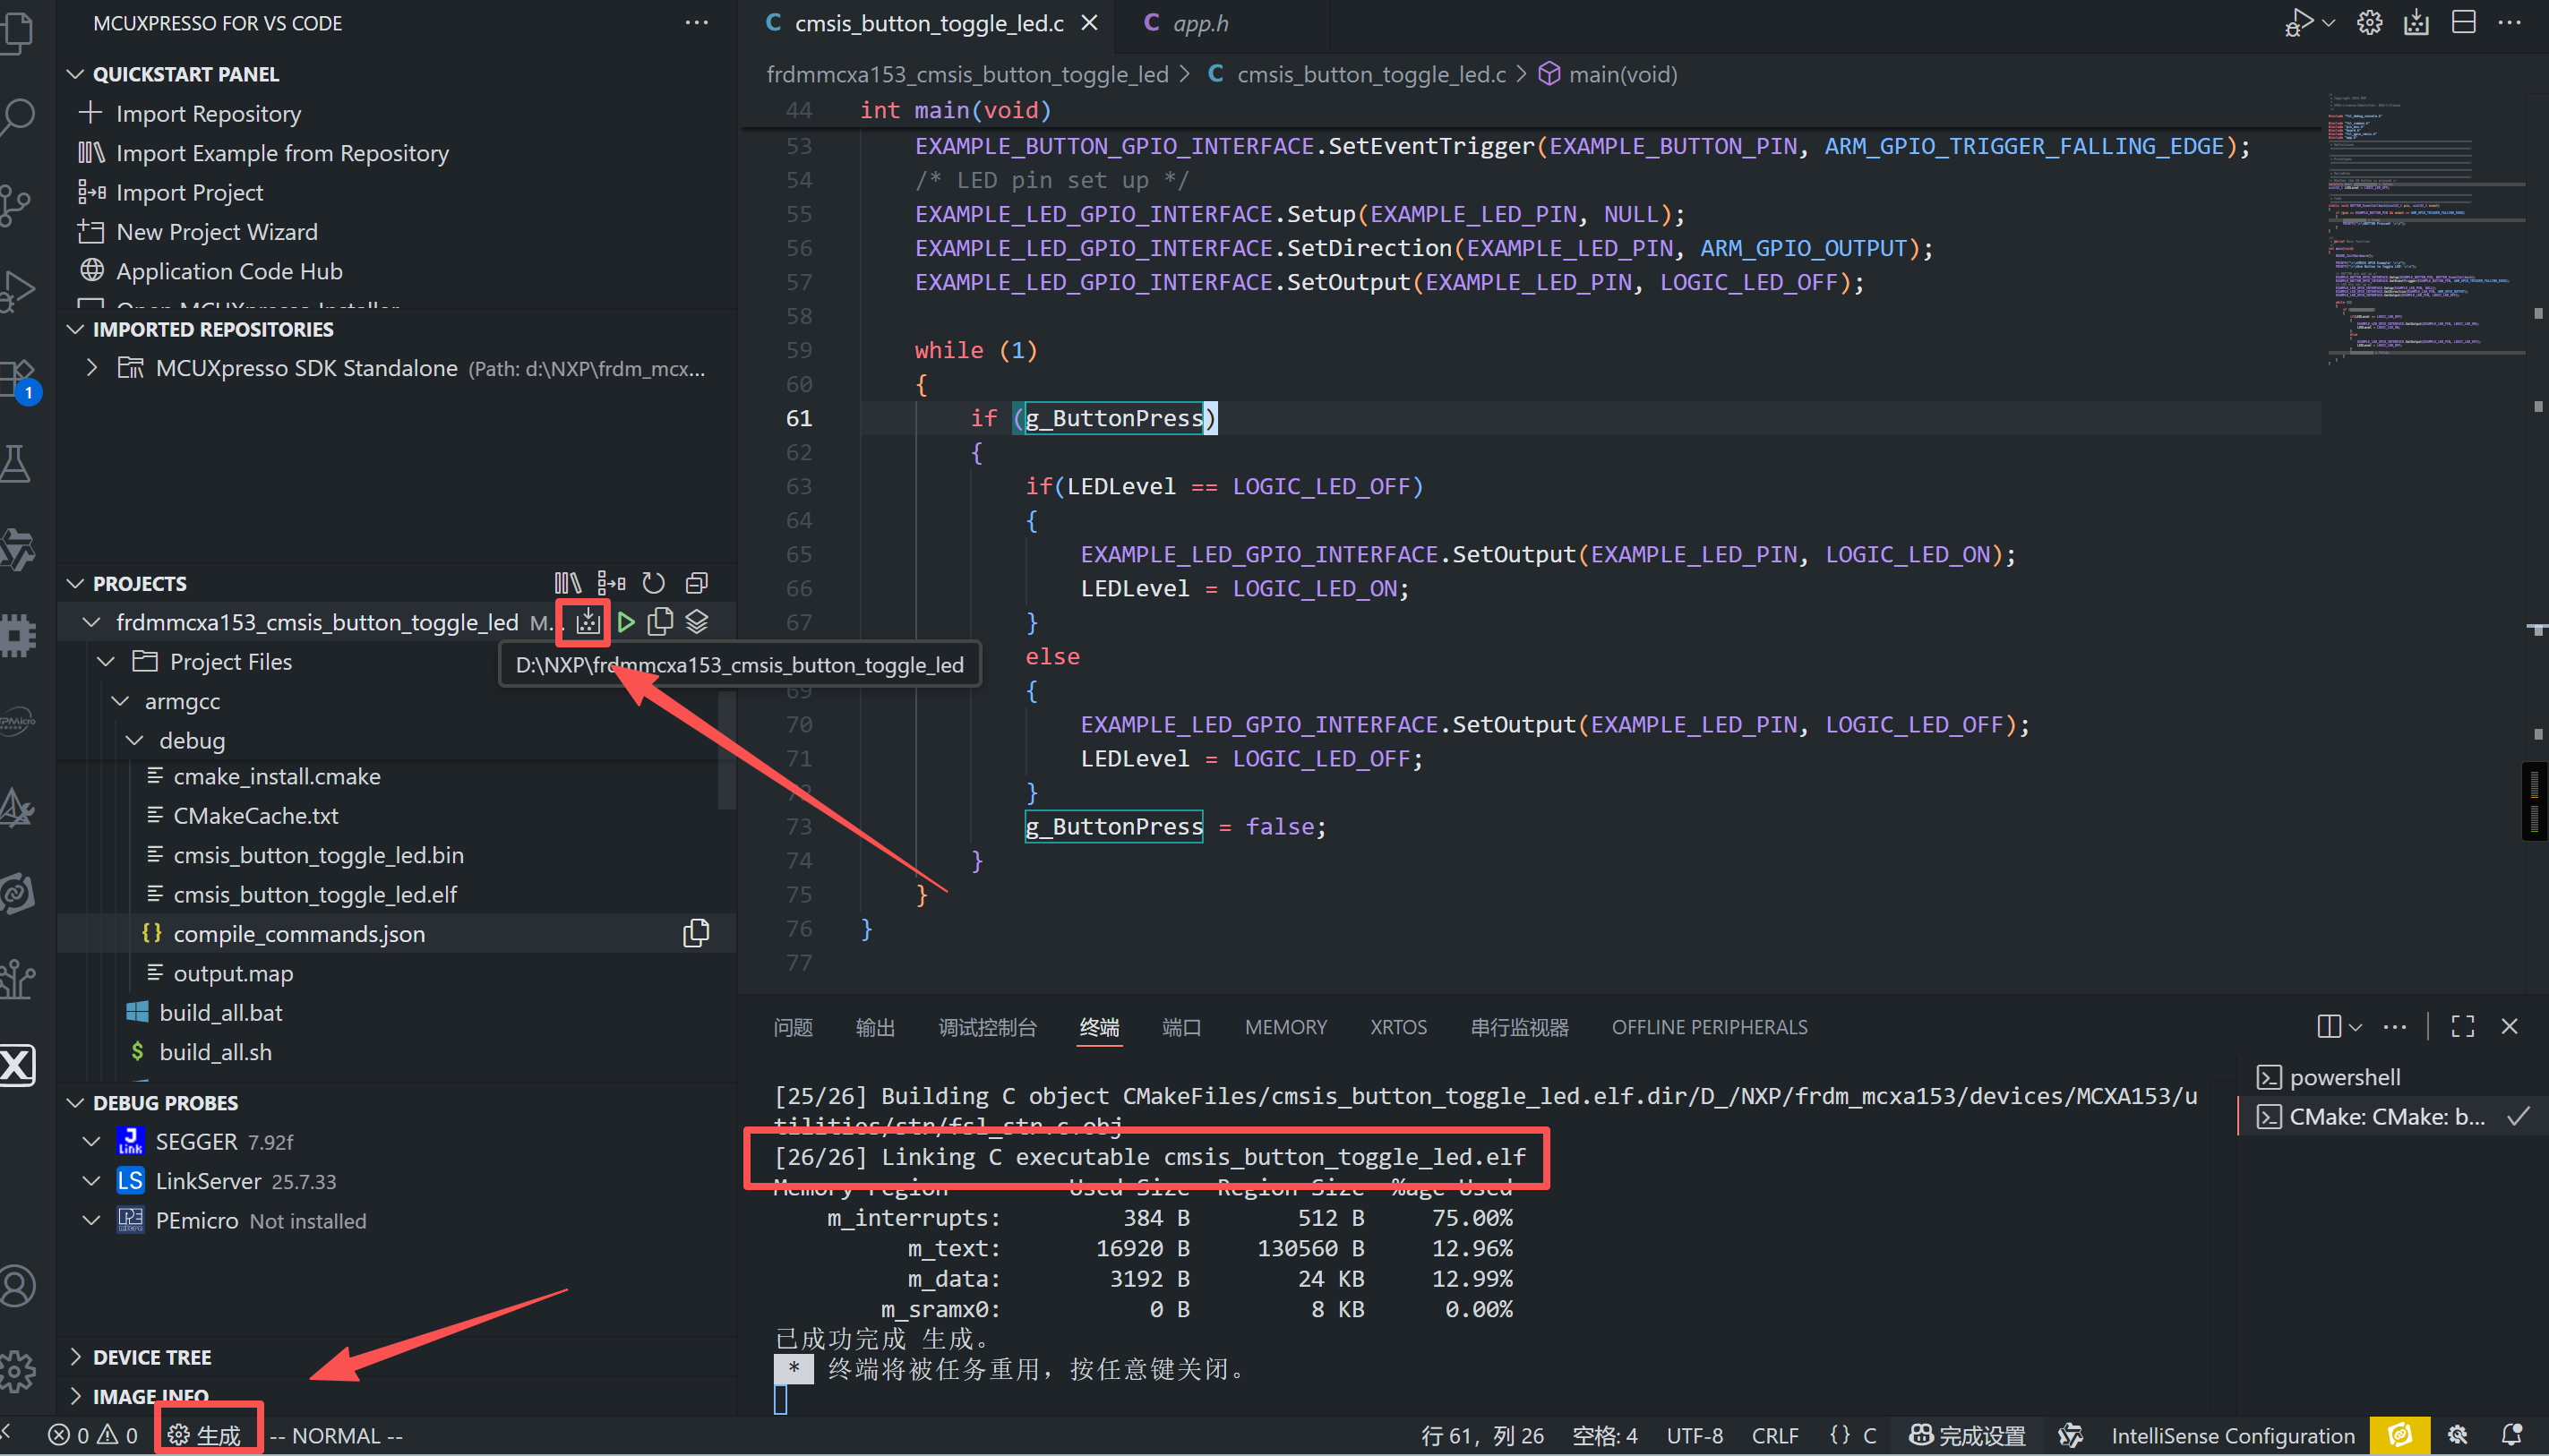 MCUXPRESSO FOR VS CODE
QUICKSTART PANEL
Import Repository
Import Example from Repository
Import Project
New Project Wizard
Application Code Hub
Open MCUXpresso Installer
IMPORTED REPOSITORIES
MCUXpresso SDK Standalone (Path: d:\NXP\frdm_mcx...
1
PROJECTS
frdmmcxa153_cmsis_button_toggle_led M...
D:\NXP\frdmmcxa153_cmsis_button_toggle_led
Project Files
armgcc
debug
cmake_install.cmake
CMakeCache.txt
cmsis_button_toggle_led.bin
cmsis_button_toggle_led.elf
{} compile_commands.json
output.map
build_all.bat
$ build_all.sh
DEBUG PROBES
SEGGER 7.92f
LinkServer 25.7.33
PEmicro Not installed
DEVICE TREE
IMAGE INFO
C cmsis_button_toggle_led.c
C app.h
frdmmcxa153_cmsis_button_toggle_led > C cmsis_button_toggle_led.c > main(void)
44 int main(void)
53 EXAMPLE_BUTTON_GPIO_INTERFACE.SetEventTrigger(EXAMPLE_BUTTON_PIN, ARM_GPIO_TRIGGER_FALLING_EDGE);
54 /* LED pin set up */
55 EXAMPLE_LED_GPIO_INTERFACE.Setup(EXAMPLE_LED_PIN, NULL);
56 EXAMPLE_LED_GPIO_INTERFACE.SetDirection(EXAMPLE_LED_PIN, ARM_GPIO_OUTPUT);
57 EXAMPLE_LED_GPIO_INTERFACE.SetOutput(EXAMPLE_LED_PIN, LOGIC_LED_OFF);
58
59 while (1)
60 {
61 if (g_ButtonPress)
62 {
63 if(LEDLevel == LOGIC_LED_OFF)
64 {
65 EXAMPLE_LED_GPIO_INTERFACE.SetOutput(EXAMPLE_LED_PIN, LOGIC_LED_ON);
66 LEDLevel = LOGIC_LED_ON;
67 }
else
69 {
70 EXAMPLE_LED_GPIO_INTERFACE.SetOutput(EXAMPLE_LED_PIN, LOGIC_LED_OFF);
71 LEDLevel = LOGIC_LED_OFF;
72 }
73 g_ButtonPress = false;
74 }
75 }
76 }
77
问题 输出 调试控制台 终端 端口 MEMORY XRTOS 串行监视器 OFFLINE PERIPHERALS
[25/26] Building C object CMakeFiles/cmsis_button_toggle_led.elf.dir/D_/NXP/frdm_mcxa153/devices/MCXA153/u
tilities/str/fsl_str.c.obj
[26/26] Linking C executable cmsis_button_toggle_led.elf
Memory region Used Size Region Size %age Used
m_interrupts: 384 B 512 B 75.00%
m_text: 16920 B 130560 B 12.96%
m_data: 3192 B 24 KB 12.99%
m_sramx0: 0 B 8 KB 0.00%
已成功完成 生成。
* 终端将被任务重用，按任意键关闭。
powershell
CMake: CMake: b...
0 0 生成 -- NORMAL --
行 61，列 26 空格: 4 UTF-8 CRLF {} C 完成设置 IntelliSense Configuration